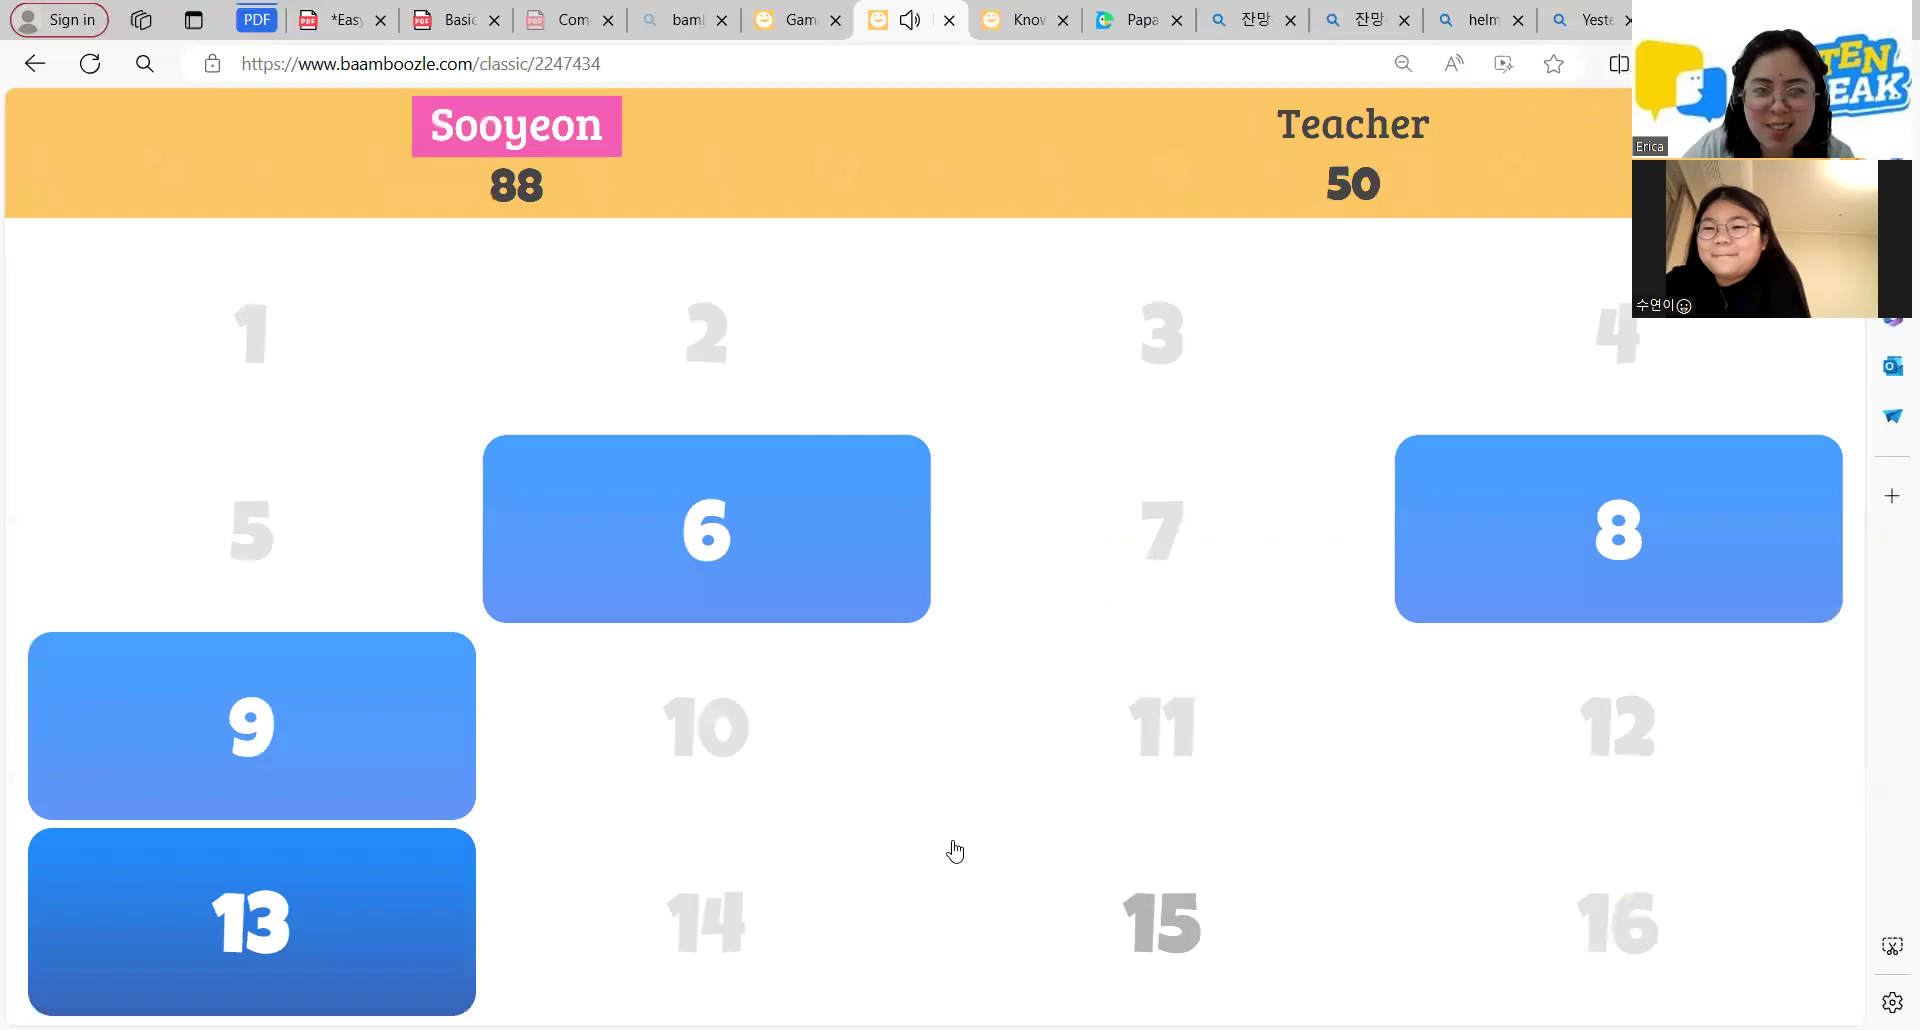 Sign in
PDF
*Easy
Basic
Com
bam
Gam
Know
Papa
잔망
잔망
helm
Yeste
https://www.baamboozle.com/classic/2247434
Sooyeon
88
Teacher
50
TEN
EAK
Erica
수연이
1
2
3
4
5
6
7
8
9
10
11
12
13
14
15
16